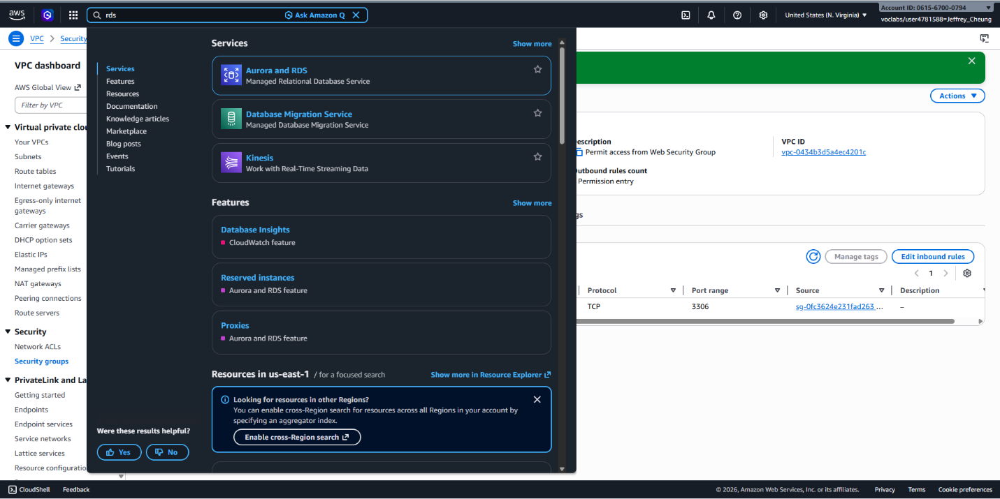 aws
rds
Ask Amazon Q
United States (N. Virginia)
Account ID: 0615-6700-0794
voclabs/user4781588=Jeffrey_Cheung
VPC
Security
VPC dashboard
AWS Global View
Filter by VPC
Virtual private clou
Your VPCs
Subnets
Route tables
Internet gateways
Egress-only internet
gateways
Carrier gateways
DHCP option sets
Elastic IPs
Managed prefix lists
NAT gateways
Peering connections
Route servers
Security
Network ACLs
Security groups
PrivateLink and La
Getting started
Endpoints
Endpoint services
Service networks
Lattice services
Resource configuratio
Services
Features
Resources
Documentation
Knowledge articles
Marketplace
Blog posts
Events
Tutorials
Were these results helpful?
Yes
No
Services
Show more
Aurora and RDS
Managed Relational Database Service
Database Migration Service
Managed Database Migration Service
Kinesis
Work with Real-Time Streaming Data
Features
Show more
Database Insights
CloudWatch feature
Reserved instances
Aurora and RDS feature
Proxies
Aurora and RDS feature
Resources in us-east-1 / for a focused search
Show more in Resource Explorer
Looking for resources in other Regions?
You can enable cross-Region search for resources across all Regions in your account by
specifying an aggregator index.
Enable cross-Region search
Actions
escription
Permit access from Web Security Group
VPC ID
vpc-0434b3d5a4ec4201c
utbound rules count
Permission entry
gs
Manage tags
Edit inbound rules
1
Protocol
Port range
Source
Description
TCP
3306
sg-0fc3624e231fad263 ...
–
CloudShell
Feedback
© 2026, Amazon Web Services, Inc. or its affiliates.
Privacy
Terms
Cookie preferences